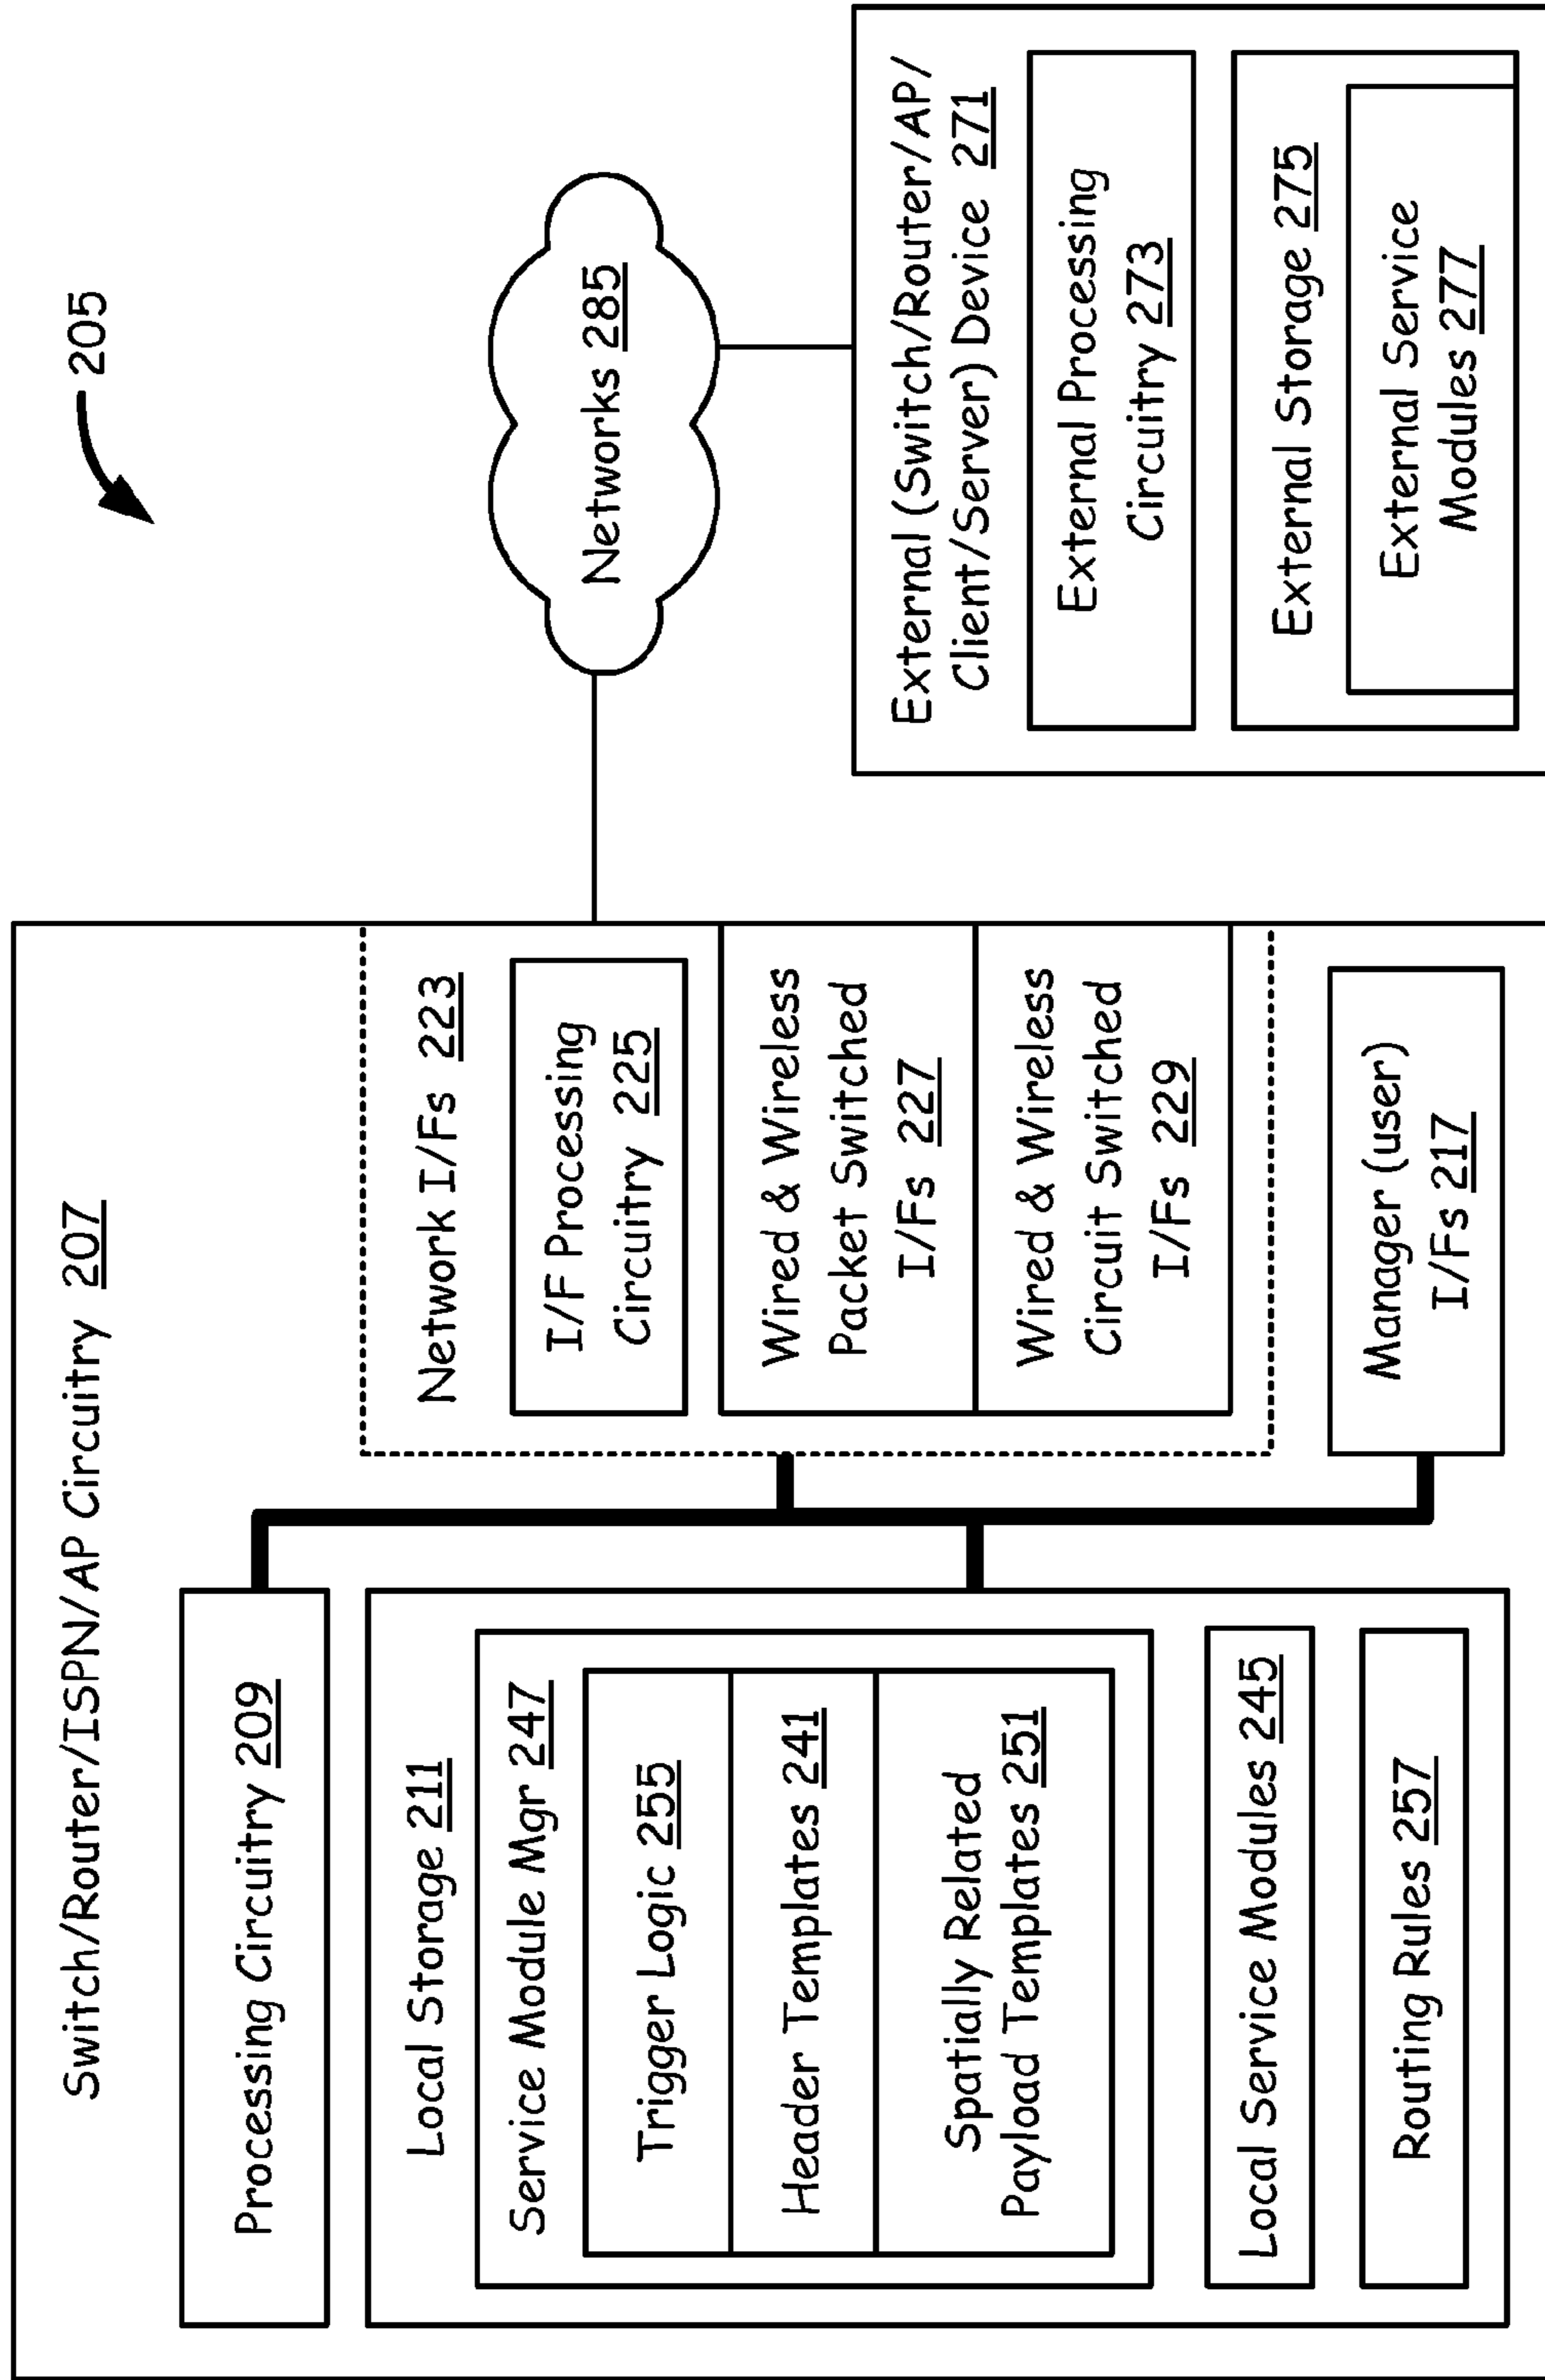 205
Switch/Router/ISPN/AP Circuitry 207
Processing Circuitry 209
Local Storage 211
Service Module Mgr 247
Trigger Logic 255
Header Templates 241
Spatially Related
Payload Templates 251
Local Service Modules 245
Routing Rules 257
Network I/Fs 223
I/F Processing
Circuitry 225
Wired & Wireless
Packet Switched
I/Fs 227
Wired & Wireless
Circuit Switched
I/Fs 229
Manager (user)
I/Fs 217
Networks 285
External (Switch/Router/AP/
Client/Server) Device 271
External Processing
Circuitry 273
External Storage 275
External Service
Modules 277